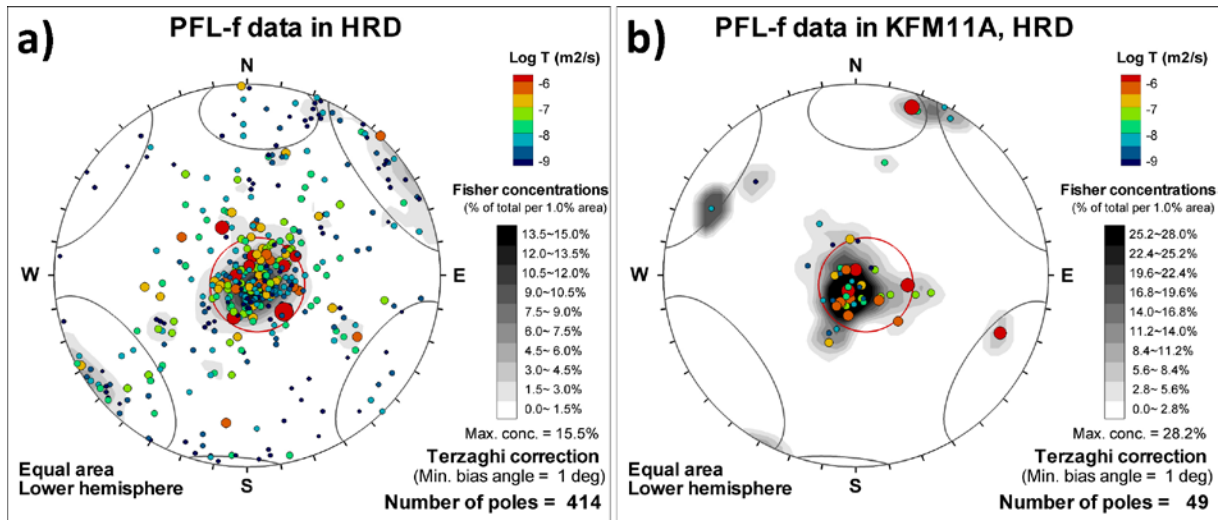 a)
PFL-f data in HRD
Log T (m2/s)
-6
-7
-8
-9
N
W
E
S
Fisher concentrations
(% of total per 1.0% area)
13.5~15.0%
12.0~13.5%
10.5~12.0%
9.0~10.5%
7.5~ 9.0%
6.0~ 7.5%
4.5~ 6.0%
3.0~ 4.5%
1.5~ 3.0%
0.0~ 1.5%
Max. conc. = 15.5%
Terzaghi correction
(Min. bias angle = 1 deg)
Equal area
Lower hemisphere
Number of poles = 414
b)
PFL-f data in KFM11A, HRD
Log T (m2/s)
-6
-7
-8
-9
N
W
E
S
Fisher concentrations
(% of total per 1.0% area)
25.2~28.0%
22.4~25.2%
19.6~22.4%
16.8~19.6%
14.0~16.8%
11.2~14.0%
8.4~11.2%
5.6~ 8.4%
2.8~ 5.6%
0.0~ 2.8%
Max. conc. = 28.2%
Terzaghi correction
(Min. bias angle = 1 deg)
Equal area
Lower hemisphere
Number of poles = 49